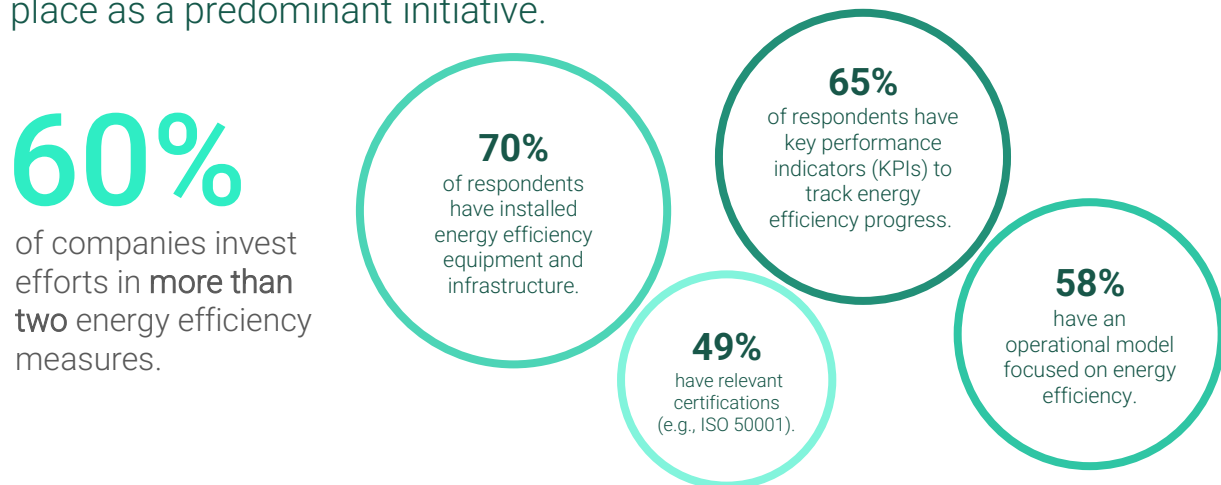 place as a predominant initiative.
60%
of companies invest
efforts in more than
two energy efficiency
measures.
70%
of respondents
have installed
energy efficiency
equipment and
infrastructure.
65%
of respondents have
key performance
indicators (KPIs) to
track energy
efficiency progress.
49%
have relevant
certifications
(e.g., ISO 50001).
58%
have an
operational model
focused on energy
efficiency.